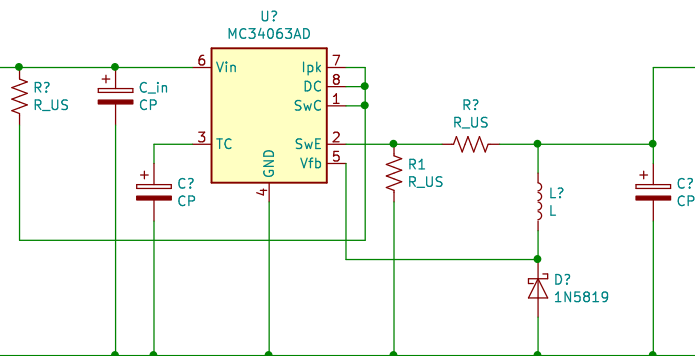 U?
MC34063AD
6
Vin
Ipk
7
DC
8
SwC
1
3
TC
SwE
2
Vfb
5
GND
4
R?
R_US
+
C_in
CP
+
C?
CP
R?
R_US
R1
R_US
L?
L
+
C?
CP
D?
1N5819